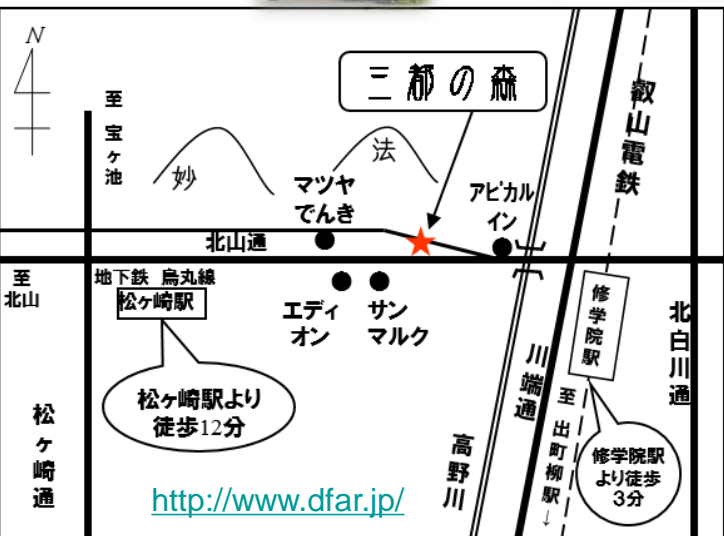 N
至
宝ヶ池
三都の森
叡山電鉄
妙
法
マツヤ
でんき
アピカル
イン
北山通
至
北山
地下鉄 烏丸線
松ヶ崎駅
エディ
オン
サン
マルク
修学院駅
北白川通
川端通
松ヶ崎駅より
徒歩12分
松ヶ崎通
高野川
至 出町柳駅→
修学院駅
より徒歩
3分
http://www.dfar.jp/